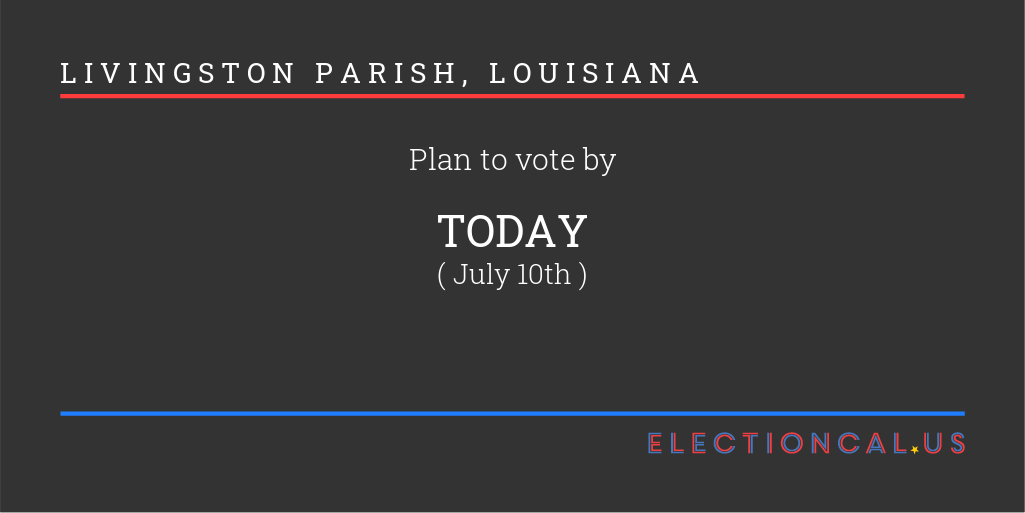 LIVINGSTON PARISH, LOUISIANA
Plan to vote by
TODAY
( July 10th )
ELECTIONCAL.US